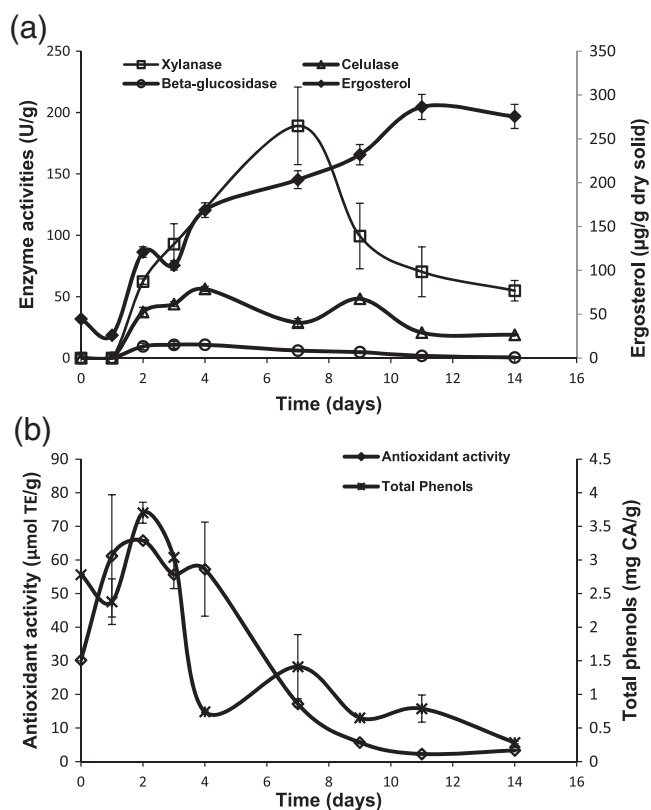 (a)
Xylanase
Celulase
Beta-glucosidase
Ergosterol
Enzyme activities (U/g)
250
200
150
100
50
0
350
300
250
200
150
100
50
0
Ergosterol (µg/g dry solid)
0 2 4 6 8 10 12 14 16
Time (days)
(b)
Antioxidant activity
Total Phenols
Antioxidant activity (µmol TE/g)
90
80
70
60
50
40
30
20
10
0
4.5
4
3.5
3
2.5
2
1.5
1
0.5
0
Total phenols (mg CA/g)
0 2 4 6 8 10 12 14 16
Time (days)